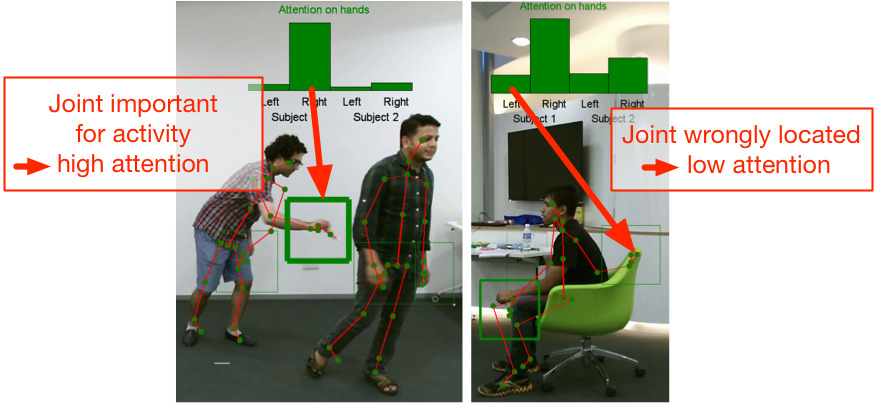 Attention on hands
Left Right Left Right
Subject Subject 2
Joint important
for activity
high attention
Attention on hands
Left Right Left Right
Subject 1 Subject 2
Joint wrongly located
low attention